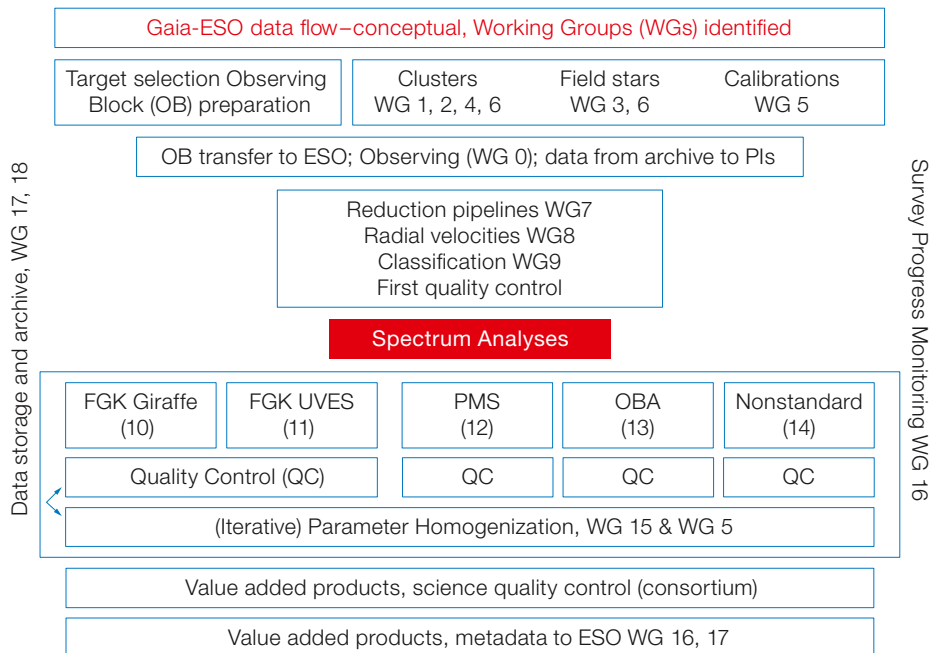 Gaia-ESO data flow–conceptual, Working Groups (WGs) identified
Target selection Observing
Block (OB) preparation
Clusters
WG 1, 2, 4, 6
Field stars
WG 3, 6
Calibrations
WG 5
OB transfer to ESO; Observing (WG 0); data from archive to PIs
Data storage and archive, WG 17, 18
Survey Progress Monitoring WG 16
Reduction pipelines WG7
Radial velocities WG8
Classification WG9
First quality control
Spectrum Analyses
FGK Giraffe
(10)
FGK UVES
(11)
PMS
(12)
OBA
(13)
Nonstandard
(14)
Quality Control (QC)
QC
QC
QC
(Iterative) Parameter Homogenization, WG 15 & WG 5
Value added products, science quality control (consortium)
Value added products, metadata to ESO WG 16, 17